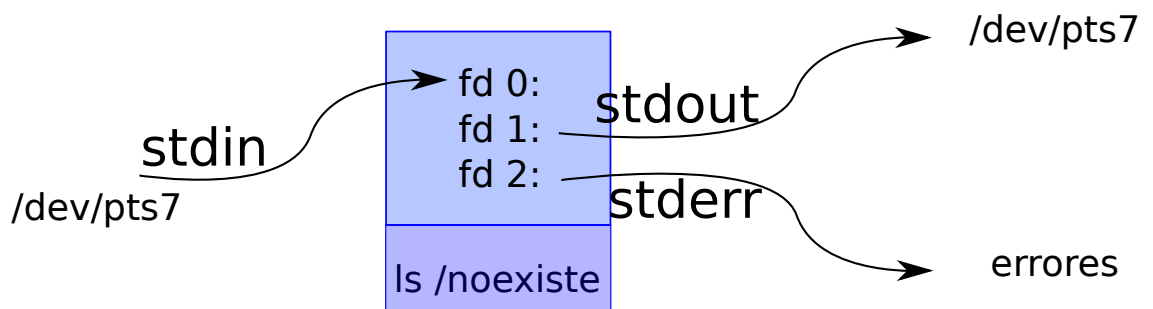 /dev/pts7
fd 0:
stdout
fd 1:
stdin
fd 2:
/dev/pts7
stderr
errores
ls /noexiste